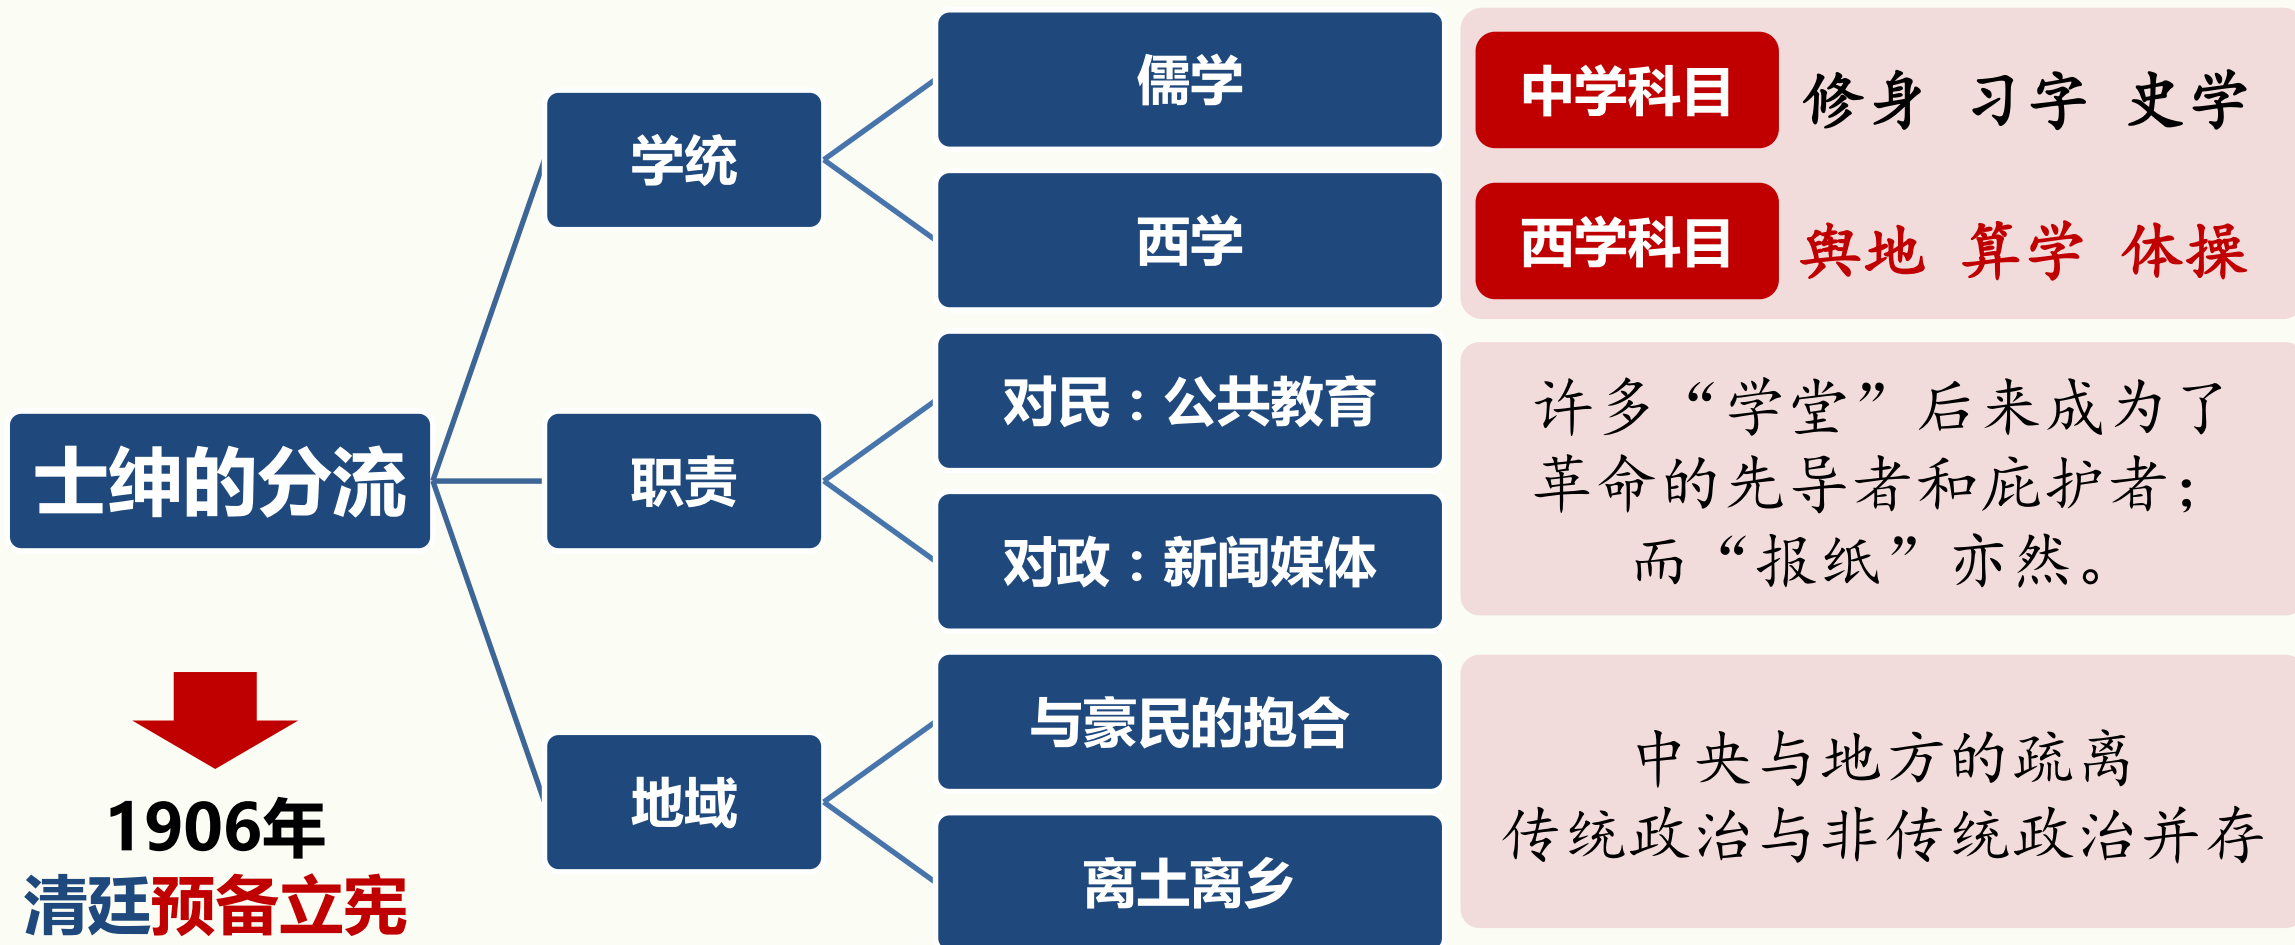 士绅的分流
1906年
清廷预备立宪
学统
儒学
西学
中学科目 修身 习字 史学
西学科目 舆地 算学 体操
职责
对民：公共教育
对政：新闻媒体
许多“学堂”后来成为了
革命的先导者和庇护者；
而“报纸”亦然。
地域
与豪民的抱合
离土离乡
中央与地方的疏离
传统政治与非传统政治并存